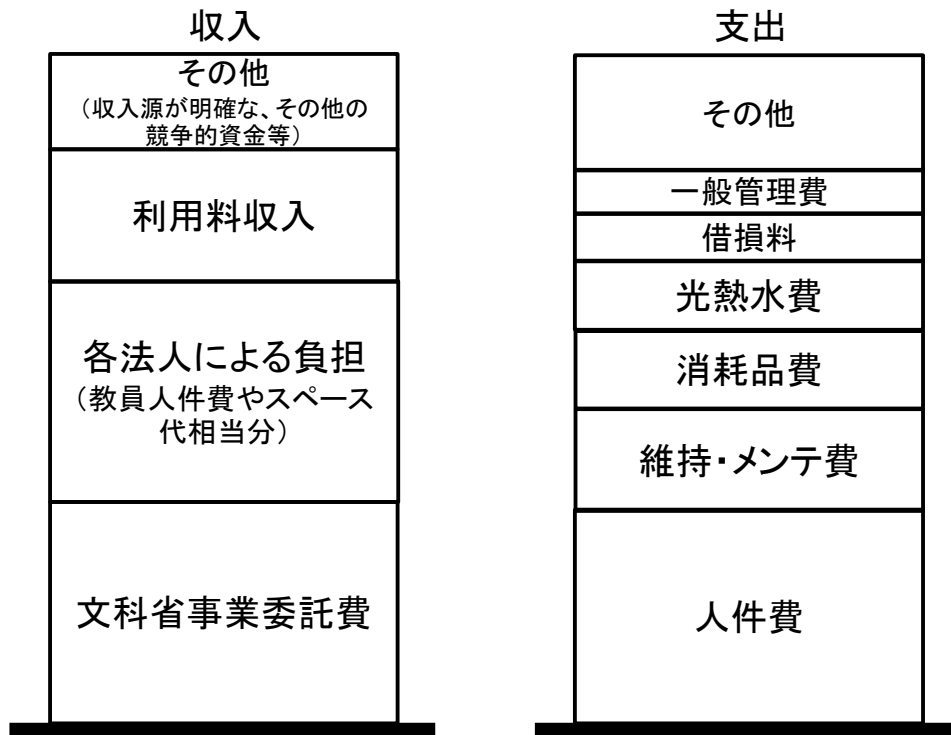 収入
その他
（収入源が明確な、その他の
競争的資金等）
利用料収入
各法人による負担
（教員人件費やスペース
代相当分）
文科省事業委託費
支出
その他
一般管理費
借損料
光熱水費
消耗品費
維持・メンテ費
人件費